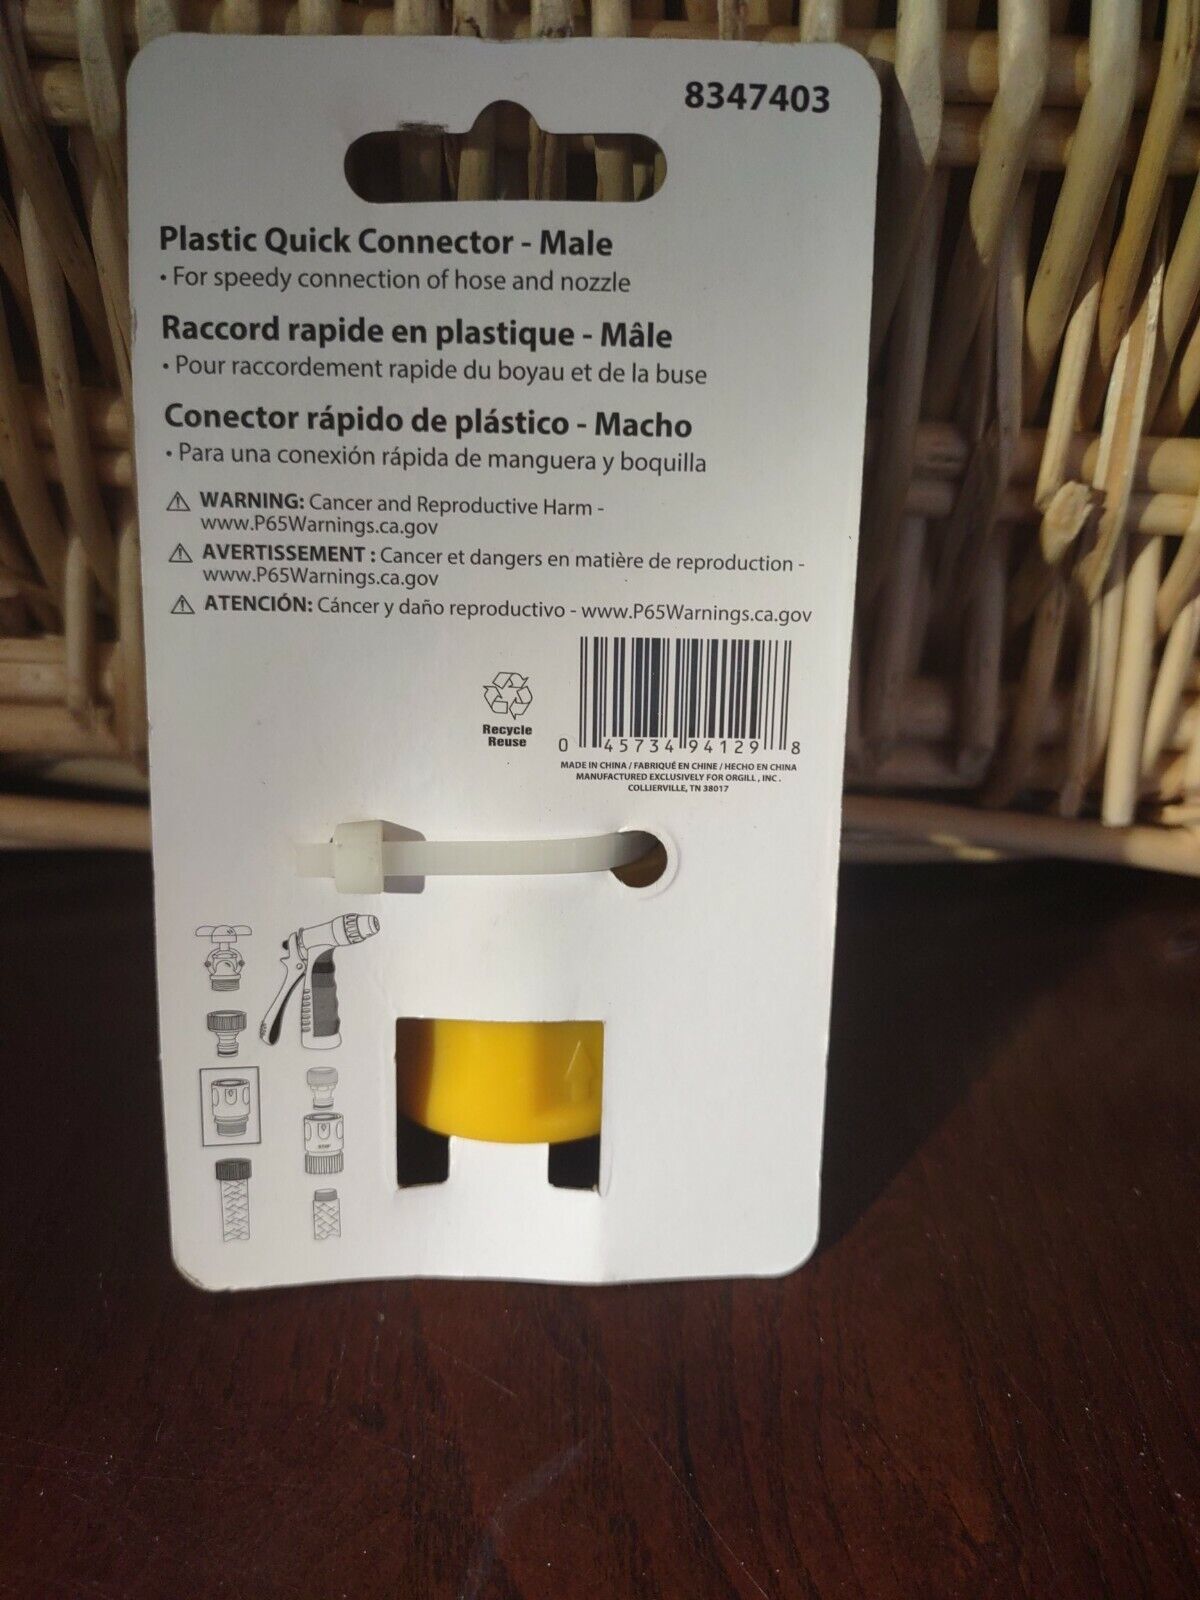 8347403
Plastic Quick Connector - Male
• For speedy connection of hose and nozzle
Raccord rapide en plastique - Mâle
• Pour raccordement rapide du boyau et de la buse
Conector rápido de plástico - Macho
• Para una conexión rápida de manguera y boquilla
⚠ WARNING: Cancer and Reproductive Harm -
www.P65Warnings.ca.gov
⚠ AVERTISSEMENT : Cancer et dangers en matière de reproduction -
www.P65Warnings.ca.gov
⚠ ATENCIÓN: Cáncer y daño reproductivo - www.P65Warnings.ca.gov
Recycle
Reuse
0 45734 94129 8
MADE IN CHINA / FABRIQUÉ EN CHINE / HECHO EN CHINA
MANUFACTURED EXCLUSIVELY FOR ORGILL, INC.
COLLIERVILLE, TN 38017